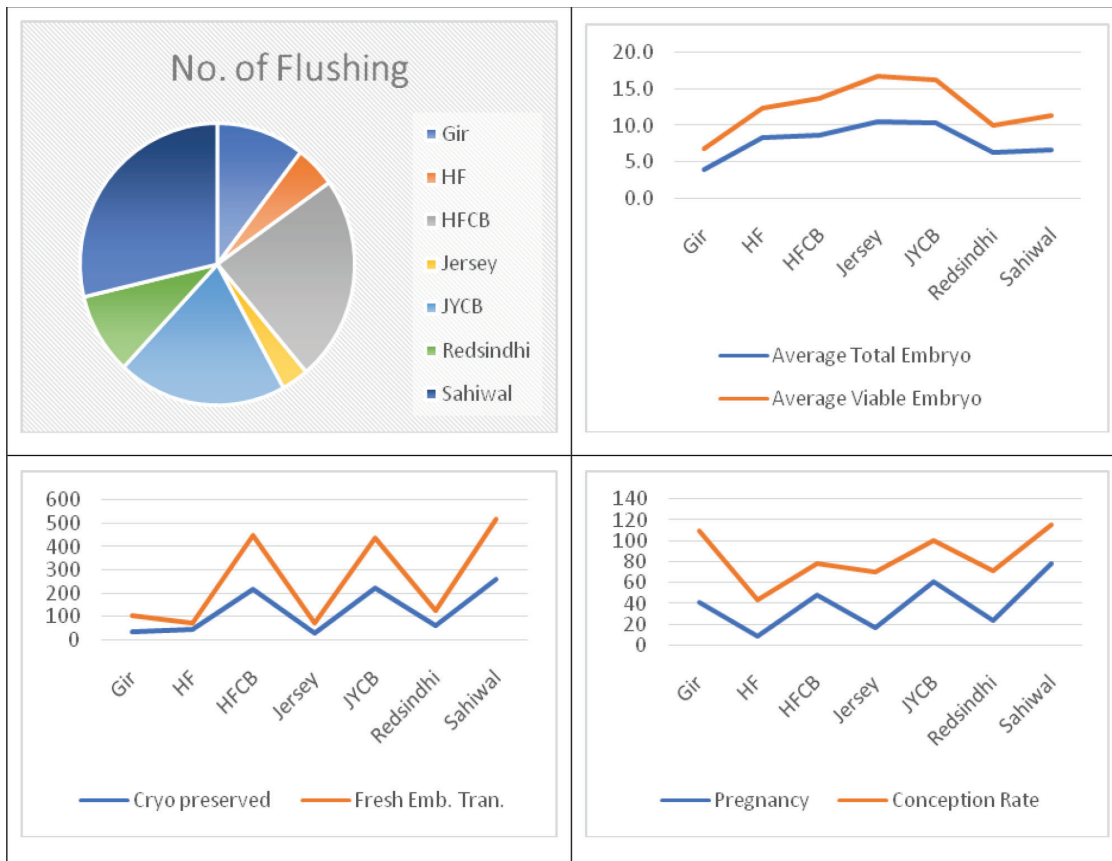 No. of Flushing
Gir
HF
HFCB
Jersey
JYCB
Redsindhi
Sahiwal
20.0
15.0
10.0
5.0
0.0
Gir
HF
HFCB
Jersey
JYCB
Redsindhi
Sahiwal
Average Total Embryo
Average Viable Embryo
600
500
400
300
200
100
0
Gir
HF
HFCB
Jersey
JYCB
Redsindhi
Sahiwal
Cryo preserved
Fresh Emb. Tran.
140
120
100
80
60
40
20
0
Gir
HF
HFCB
Jersey
JYCB
Redsindhi
Sahiwal
Pregnancy
Conception Rate